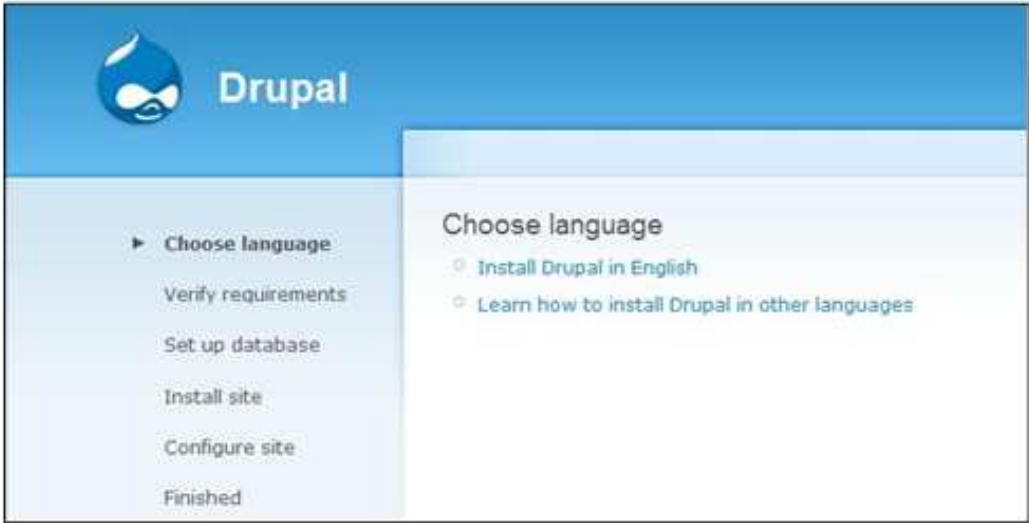 Drupal
Choose language
Verify requirements
Set up database
Install site
Configure site
Finished
Choose language
Install Drupal in English
Learn how to install Drupal in other languages